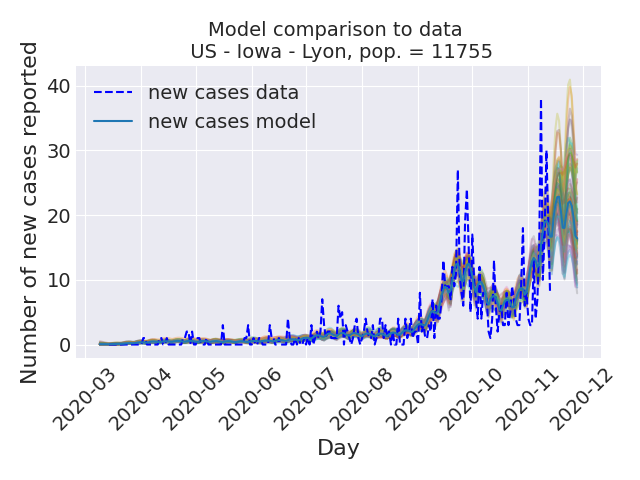 Model comparison to data
US - Iowa - Lyon, pop. = 11755
new cases data
new cases model
Number of new cases reported
40
30
20
10
0
2020-03
2020-04
2020-05
2020-06
2020-07
2020-08
2020-09
2020-10
2020-11
2020-12
Day